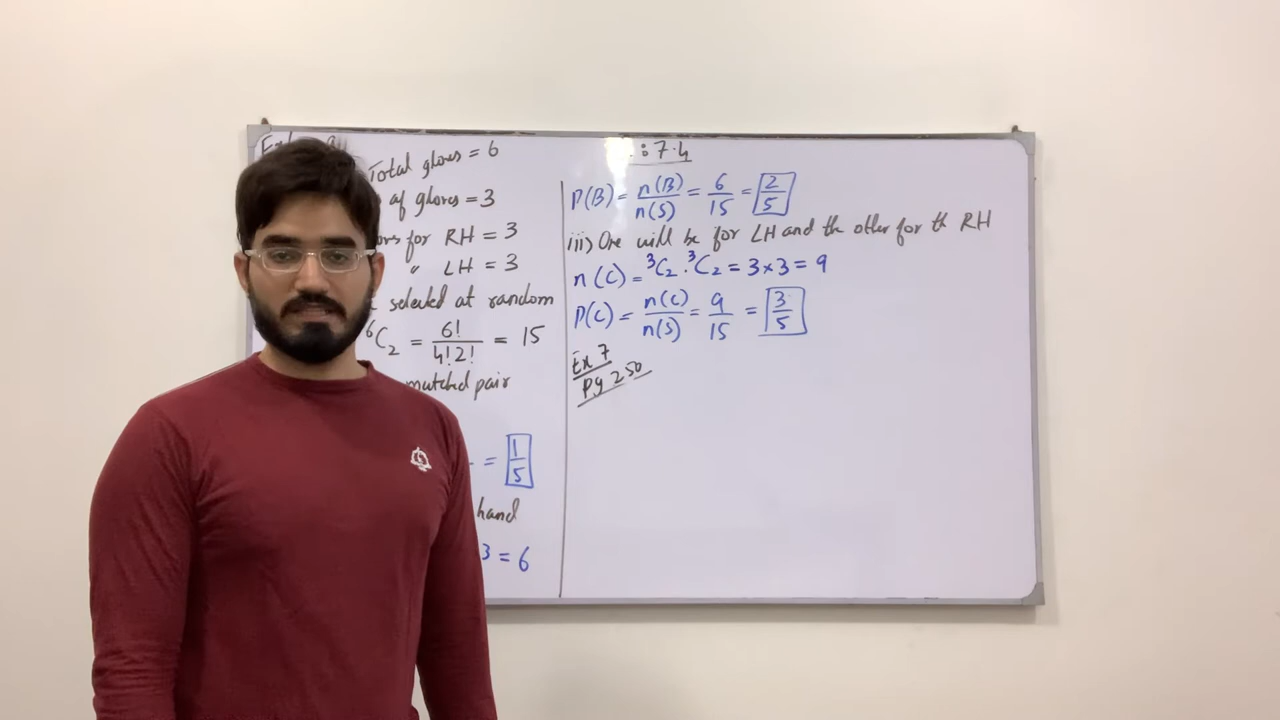 Total gloves = 6
of gloves = 3
for RH = 3
" LH = 3
selected at random
⁶C₂ = 6!/4!2! = 15
matched pair
= 1/5
hand
3 = 6
: 7.4
P(B) = n(B)/n(S) = 6/15 = 2/5
iii) One will be for LH and the other for th RH
n(C) = ³C₂ · ³C₂ = 3×3 = 9
P(C) = n(C)/n(S) = 9/15 = 3/5
Ex 7
Pg 250